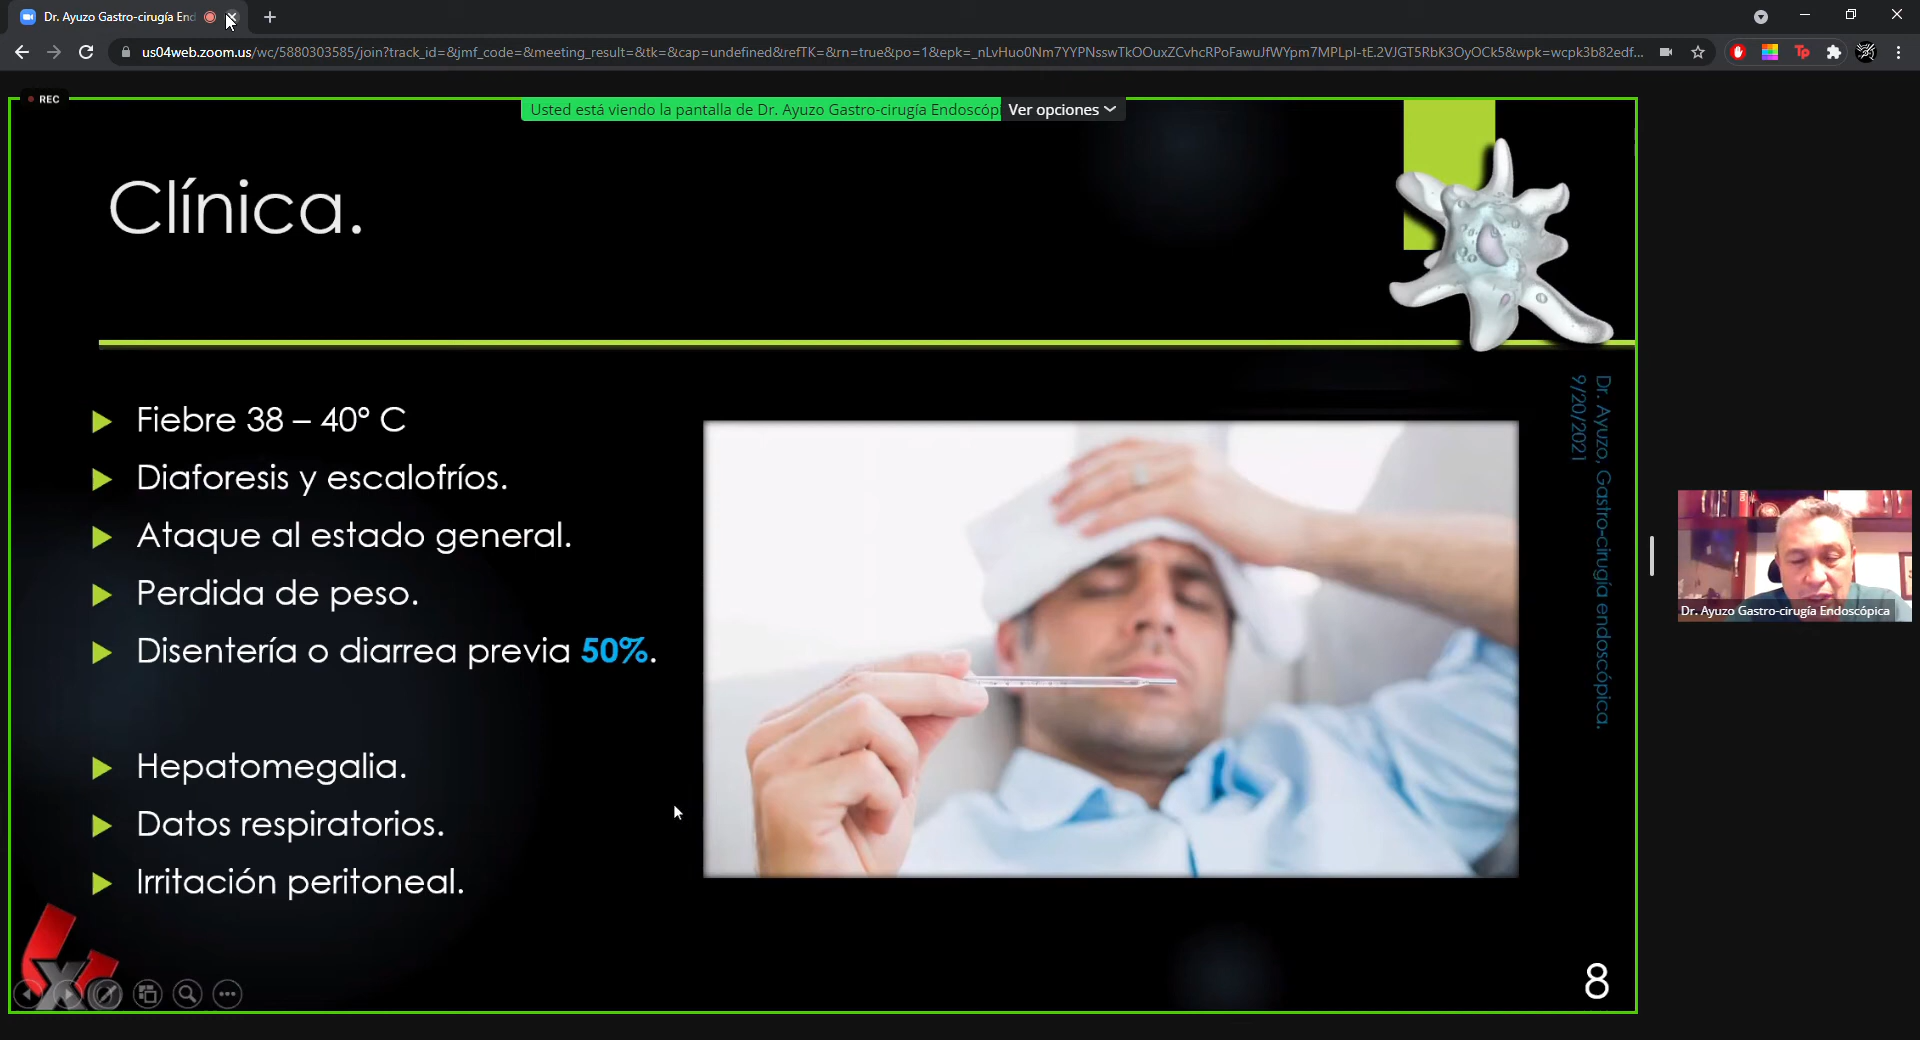 Dr. Ayuzo Gastro-cirugía End
us04web.zoom.us/wc/5880303585/join?track_id=&jmf_code=&meeting_result=&tk=&cap=undefined&refTK=&rn=true&po=1&epk=_nLvHuo0Nm7YYPNsswTkOOuxZCvhcRPoFawuJfWYpm7MPLpI-tE.2VJGT5RbK3OyOCk5&wpk=wcpk3b82edf...
REC
Usted está viendo la pantalla de Dr. Ayuzo Gastro-cirugía Endoscópi
Ver opciones
Clínica.
Fiebre 38 – 40º C
Diaforesis y escalofríos.
Ataque al estado general.
Perdida de peso.
Disentería o diarrea previa 50%.
Hepatomegalia.
Datos respiratorios.
Irritación peritoneal.
Dr. Ayuzo, Gastro-cirugía endoscópica.
9/20/2021
8
Dr. Ayuzo Gastro-cirugía Endoscópica